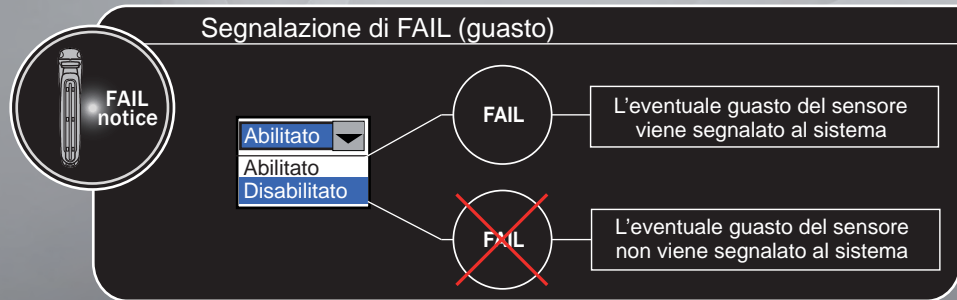 Segnalazione di FAIL (guasto)
FAIL
notice
Abilitato
Abilitato
Disabilitato
FAIL
L'eventuale guasto del sensore
viene segnalato al sistema
FAIL
L'eventuale guasto del sensore
non viene segnalato al sistema